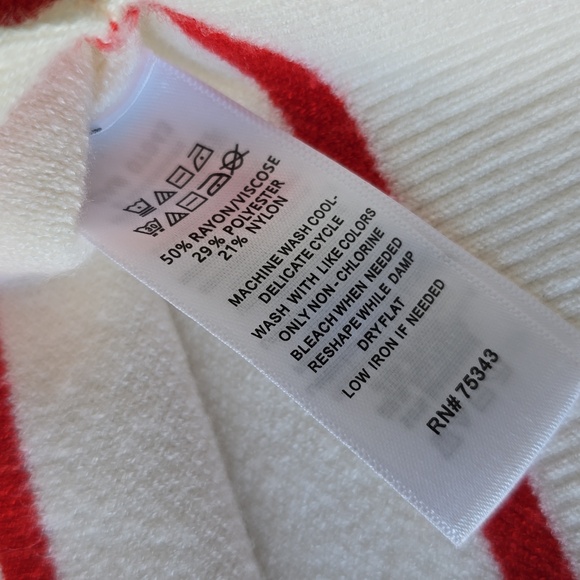 30
50% RAYON/VISCOSE
29% POLYESTER
21% NYLON
MACHINE WASH COOL-
DELICATE CYCLE
WASH WITH LIKE COLORS
ONLY NON - CHLORINE
BLEACH WHEN NEEDED
RESHAPE WHILE DAMP
DRY FLAT
LOW IRON IF NEEDED
RN# 75343